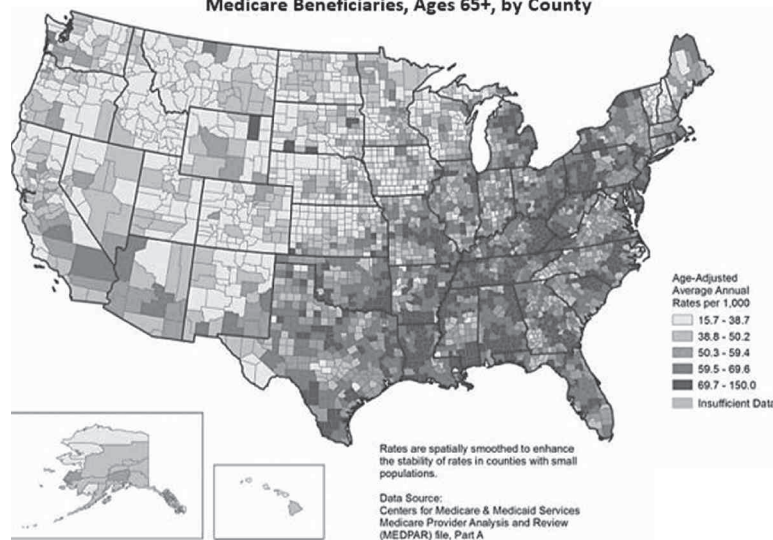 Medicare Beneficiaries, Ages 65+, by County
Age-Adjusted
Average Annual
Rates per 1,000
15.7 - 38.7
38.8 - 50.2
50.3 - 59.4
59.5 - 69.6
69.7 - 150.0
Insufficient Data
Rates are spatially smoothed to enhance
the stability of rates in counties with small
populations.
Data Source:
Centers for Medicare & Medicaid Services
Medicare Provider Analysis and Review
(MEDPAR) file, Part A